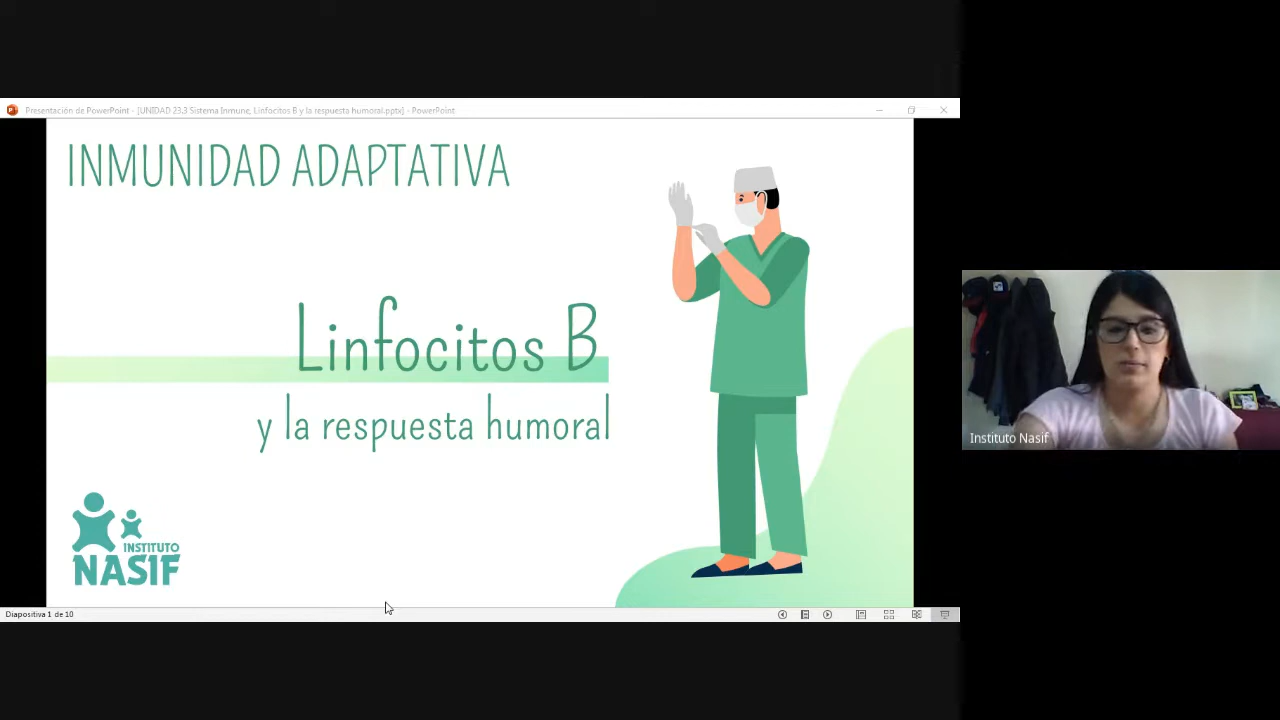 Presentación de PowerPoint - [UNIDAD 23,3 Sistema Inmune, Linfocitos B y la respuesta humoral.pptx] - PowerPoint
INMUNIDAD ADAPTATIVA
Linfocitos B
y la respuesta humoral
INSTITUTO
NASIF
Diapositiva 1 de 10
Instituto Nasif